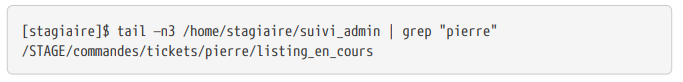 [stagiaire]$ tail –n3 /home/stagiaire/suivi_admin | grep "pierre"
/STAGE/commandes/tickets/pierre/listing_en_cours